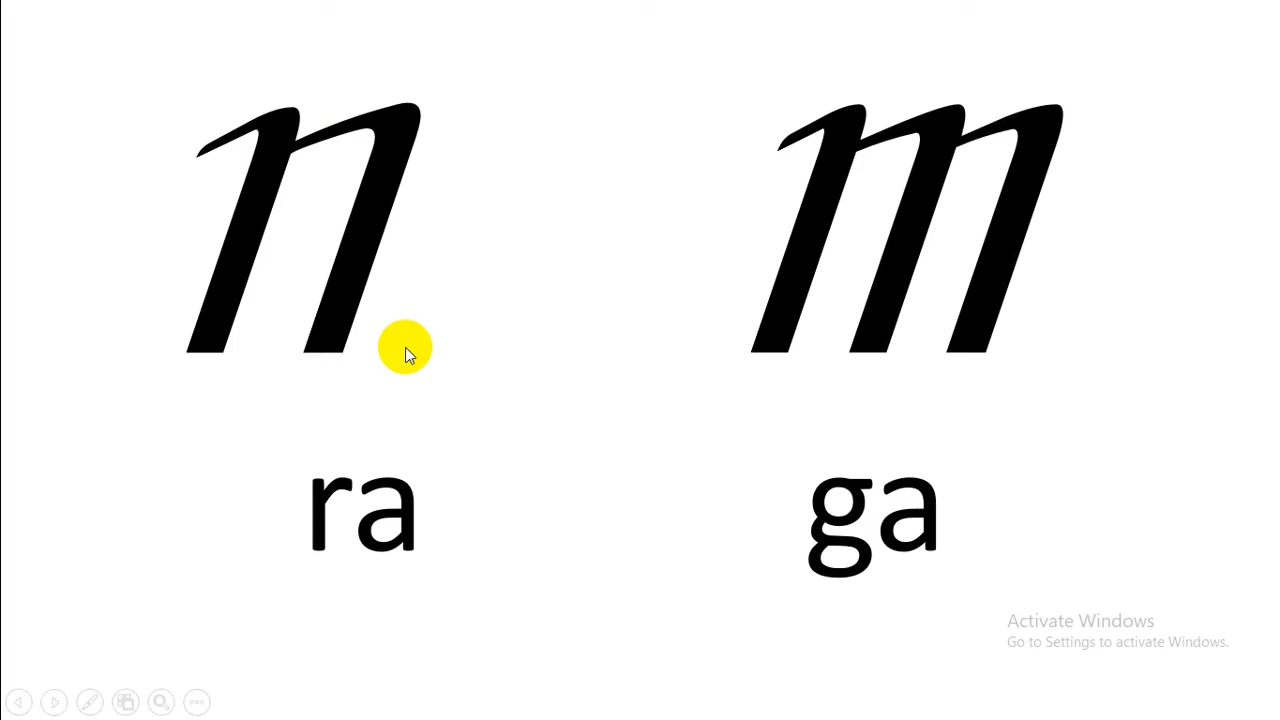 ꦫ ꦒ
ra ga
Activate Windows
Go to Settings to activate Windows.